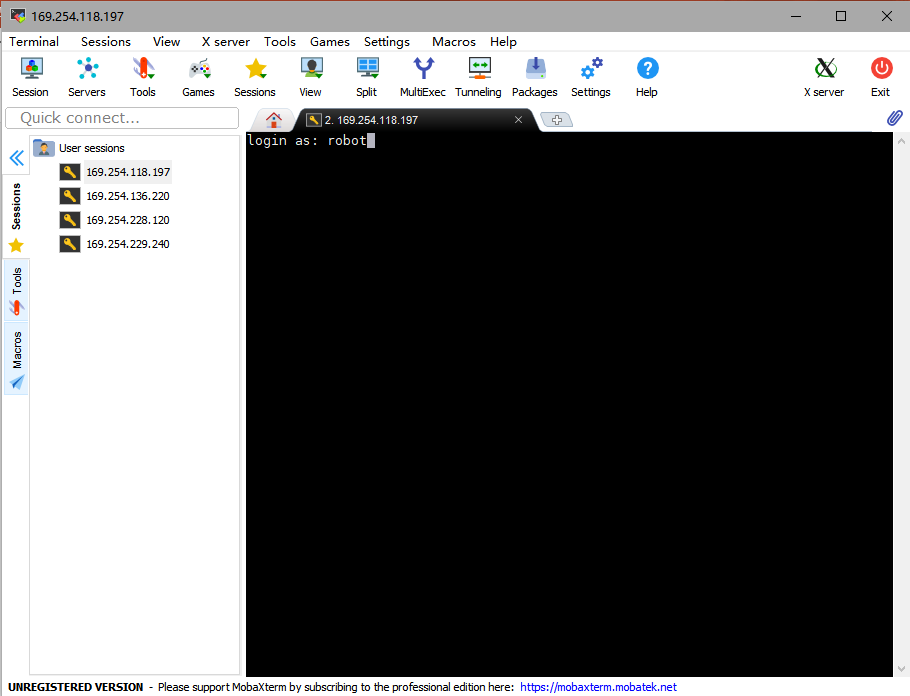 169.254.118.197
Terminal Sessions View X server Tools Games Settings Macros Help
Session Servers Tools Games Sessions View Split MultiExec Tunneling Packages Settings Help X server Exit
Quick connect...
2. 169.254.118.197
login as: robot
User sessions
169.254.118.197
169.254.136.220
169.254.228.120
169.254.229.240
Sessions
Tools
Macros
UNREGISTERED VERSION - Please support MobaXterm by subscribing to the professional edition here: https://mobaxterm.mobatek.net